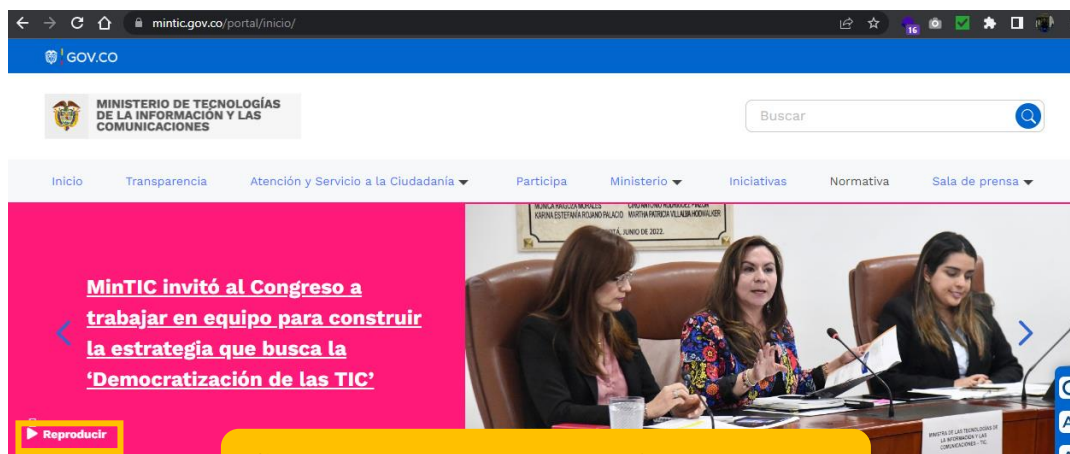 mintic.gov.co/portal/inicio/
16
GOV.CO
MINISTERIO DE TECNOLOGÍAS
DE LA INFORMACIÓN Y LAS
COMUNICACIONES
Buscar
Inicio Transparencia Atención y Servicio a la Ciudadanía Participa Ministerio Iniciativas Normativa Sala de prensa
KARINA ESTEFANÍA ROJANO PALACIO MARTHA PATRICIA VILLALBA HODWALKER
JUNIO DE 2022.
MinTIC invitó al Congreso a
trabajar en equipo para construir
la estrategia que busca la
‘Democratización de las TIC’
Reproducir
MINISTRA DE LAS TECNOLOGÍAS DE
LA INFORMACIÓN Y LAS
COMUNICACIONES - TIC.